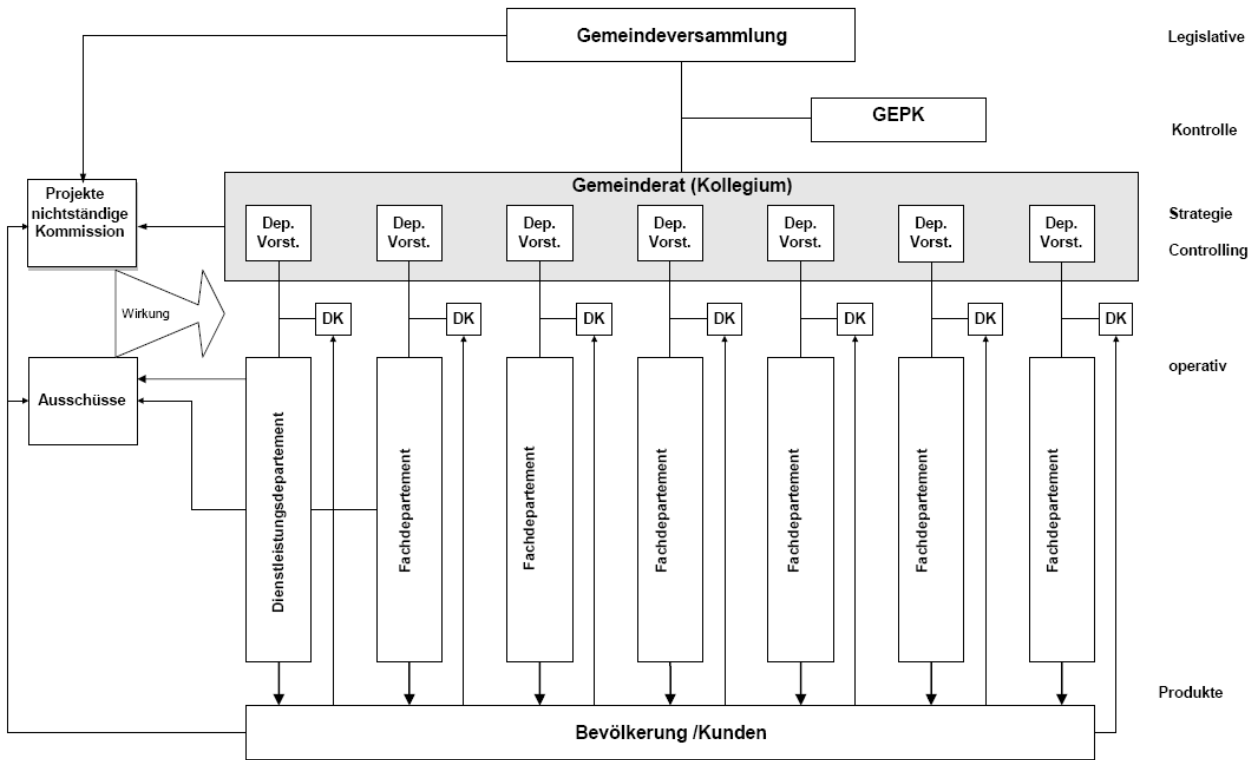 Gemeindeversammlung
Legislative
GEPK
Kontrolle
Projekte
nichtständige
Kommission
Gemeinderat (Kollegium)
Dep.
Vorst.
Dep.
Vorst.
Dep.
Vorst.
Dep.
Vorst.
Dep.
Vorst.
Dep.
Vorst.
Dep.
Vorst.
Strategie
Controlling
Wirkung
DK
DK
DK
DK
DK
DK
DK
operativ
Ausschüsse
Dienstleistungsdepartement
Fachdepartement
Fachdepartement
Fachdepartement
Fachdepartement
Fachdepartement
Fachdepartement
Produkte
Bevölkerung /Kunden